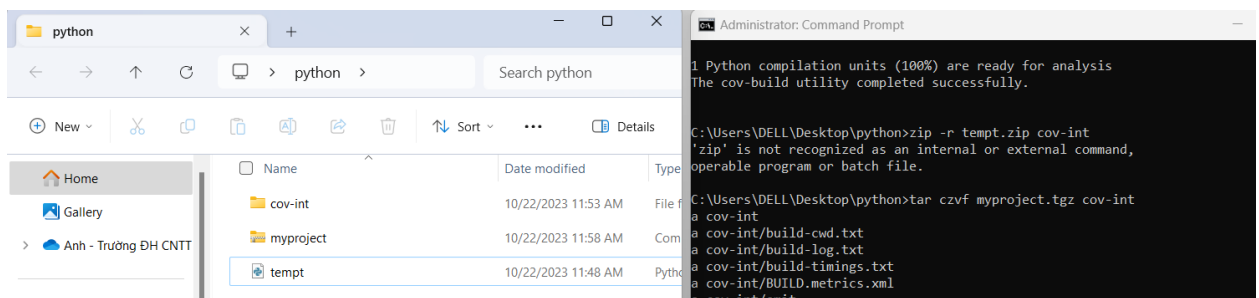 python
python
Search python
New
Sort
Details
Home
Gallery
Anh - Trường ĐH CNTT
Name
Date modified
Type
cov-int
10/22/2023 11:53 AM
File f
myproject
10/22/2023 11:58 AM
Com
tempt
10/22/2023 11:48 AM
Pytho
Administrator: Command Prompt
1 Python compilation units (100%) are ready for analysis
The cov-build utility completed successfully.
C:\Users\DELL\Desktop\python>zip -r tempt.zip cov-int
'zip' is not recognized as an internal or external command,
operable program or batch file.
C:\Users\DELL\Desktop\python>tar czvf myproject.tgz cov-int
a cov-int
a cov-int/build-cwd.txt
a cov-int/build-log.txt
a cov-int/build-timings.txt
a cov-int/BUILD.metrics.xml